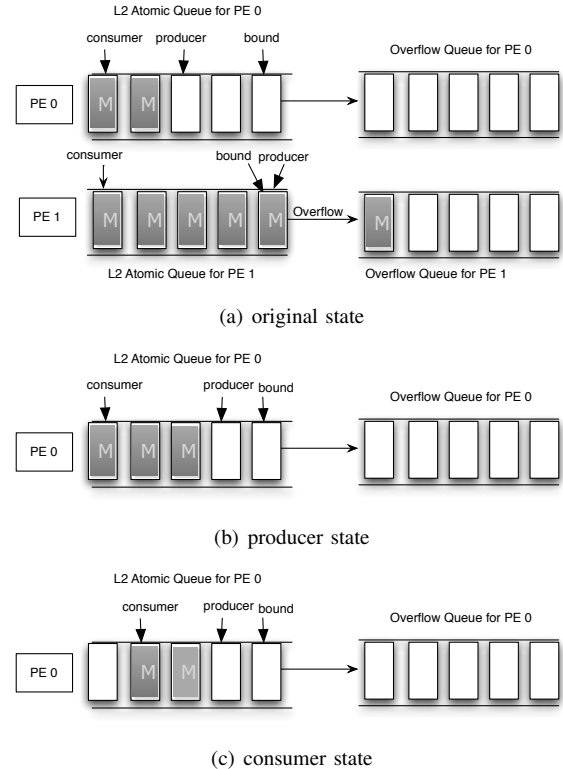 L2 Atomic Queue for PE 0
consumer producer bound Overflow Queue for PE 0
PE 0 M M
consumer bound producer
PE 1 M M M M M Overflow M
L2 Atomic Queue for PE 1 Overflow Queue for PE 1
(a) original state
L2 Atomic Queue for PE 0
consumer producer bound Overflow Queue for PE 0
PE 0 M M M
(b) producer state
L2 Atomic Queue for PE 0
consumer producer bound Overflow Queue for PE 0
PE 0 M M
(c) consumer state